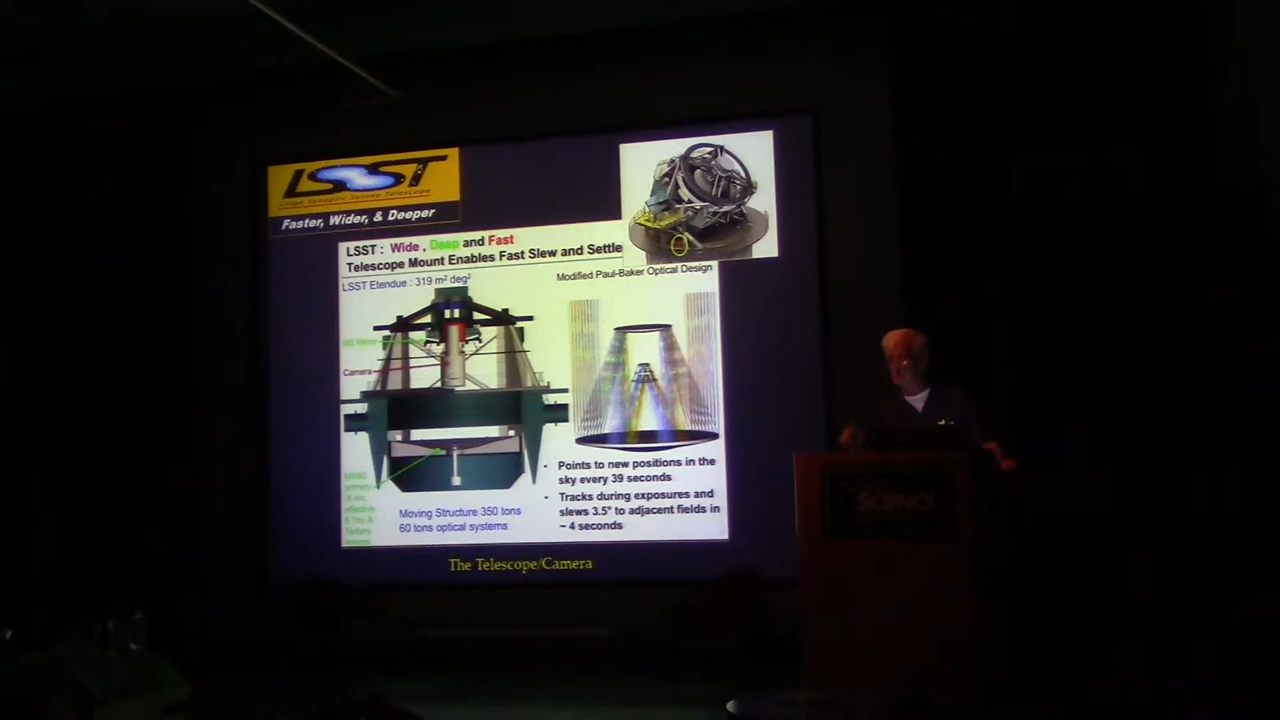 LSST
Large Synoptic Survey Telescope
Faster, Wider, & Deeper
LSST : Wide , Deep and Fast
Telescope Mount Enables Fast Slew and Settle
LSST Etendue : 319 m² deg²
Modified Paul-Baker Optical Design
Camera
• Points to new positions in the
sky every 39 seconds
• Tracks during exposures and
slews 3.5° to adjacent fields in
~ 4 seconds
Moving Structure 350 tons
60 tons optical systems
The Telescope/Camera
SCIENCE